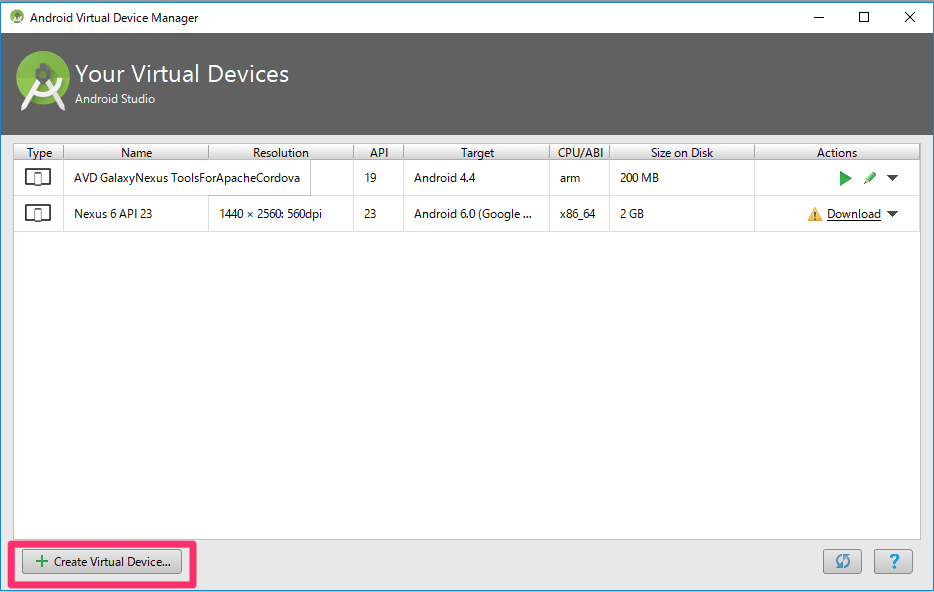 Android Virtual Device Manager
Your Virtual Devices
Android Studio
Type Name Resolution API Target CPU/ABI Size on Disk Actions
AVD GalaxyNexus ToolsForApacheCordova 19 Android 4.4 arm 200 MB
Nexus 6 API 23 1440 × 2560: 560dpi 23 Android 6.0 (Google ... x86_64 2 GB Download
+ Create Virtual Device...
?